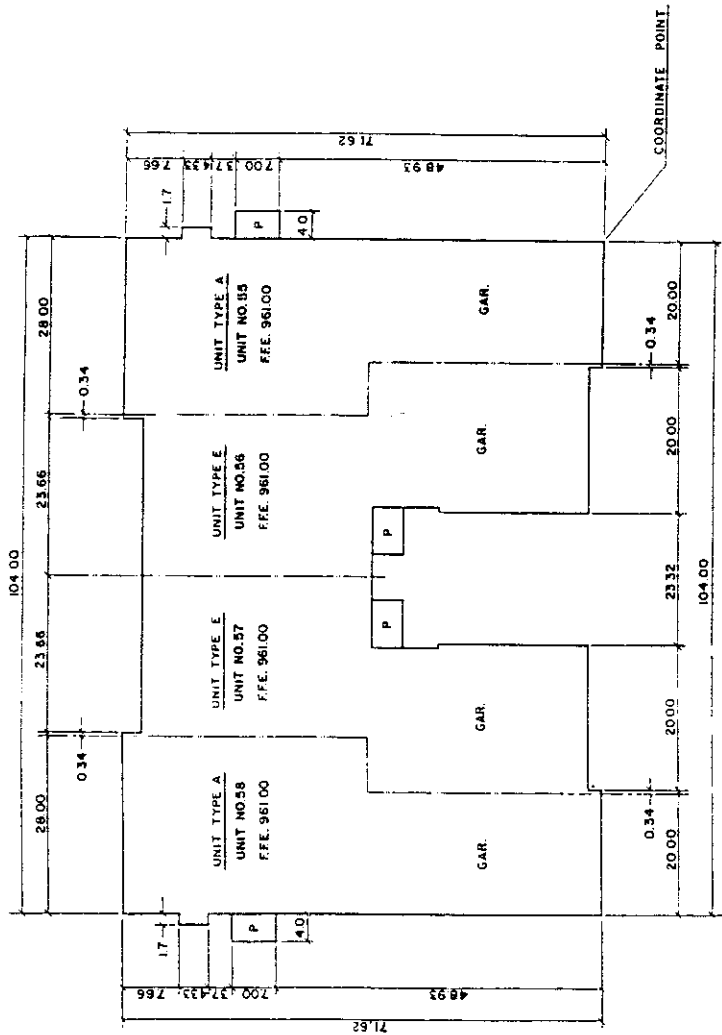 104.00
28.00
23.66
23.66
28.00
0.34
0.34
1.7
1.7
7.66
4.33
3.7
7.00
48.93
71.62
7.66
4.33
3.7
7.00
48.93
71.62
P
4.0
P
4.0
UNIT TYPE A
UNIT NO.58
F.F.E. 961.00
UNIT TYPE E
UNIT NO.57
F.F.E. 961.00
UNIT TYPE E
UNIT NO.56
F.F.E. 961.00
UNIT TYPE A
UNIT NO.55
F.F.E. 961.00
P
P
GAR.
GAR.
GAR.
GAR.
0.34
0.34
20.00
20.00
23.32
20.00
20.00
104.00
COORDINATE POINT